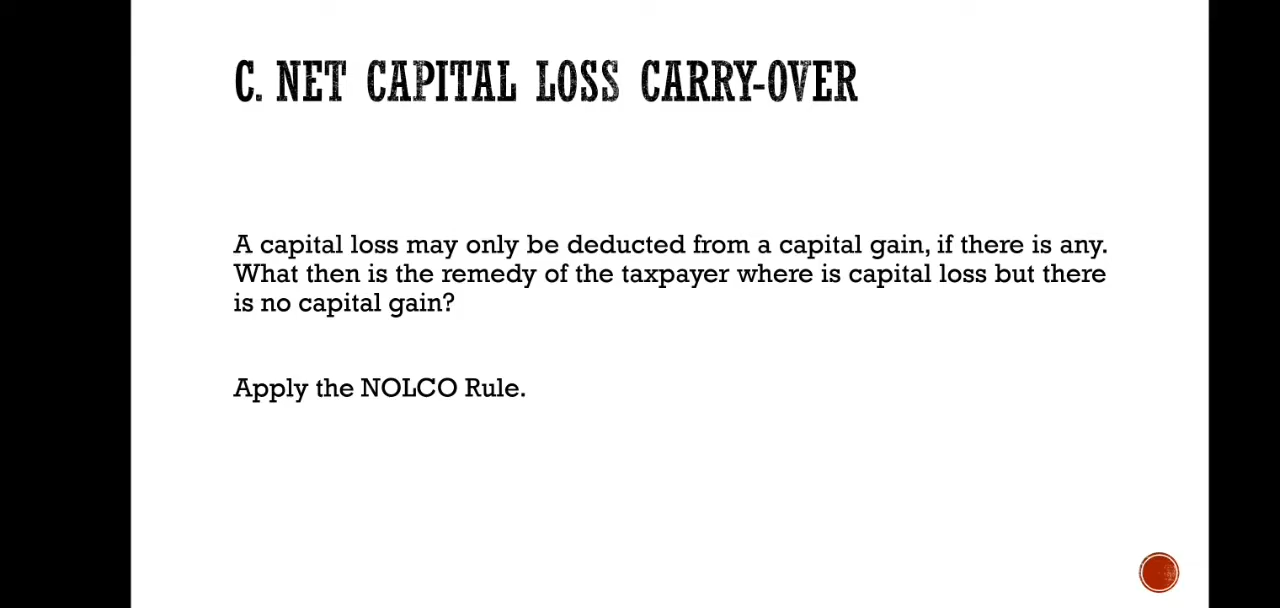 C. NET CAPITAL LOSS CARRY-OVER
A capital loss may only be deducted from a capital gain, if there is any.
What then is the remedy of the taxpayer where is capital loss but there
is no capital gain?
Apply the NOLCO Rule.